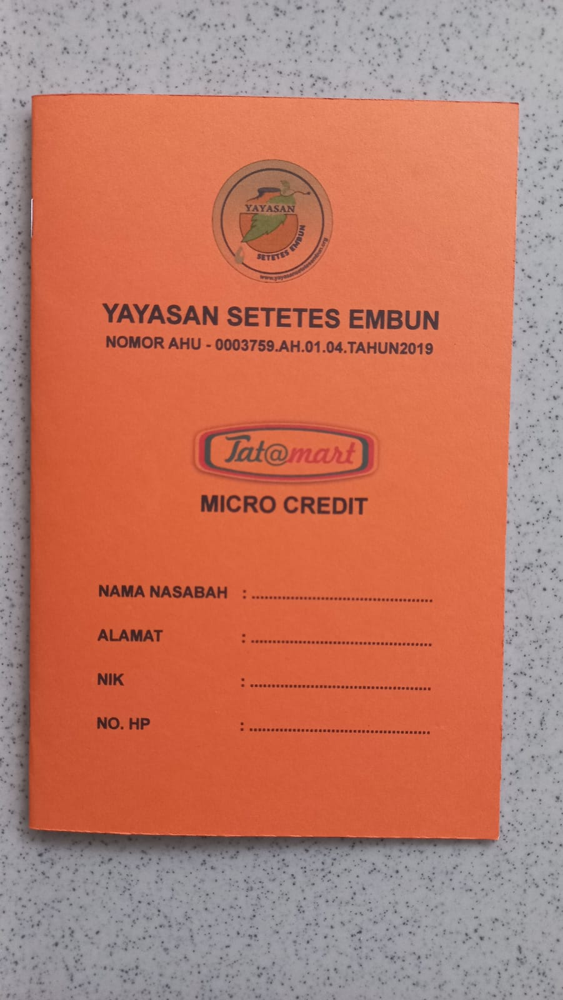 YAYASAN
SETETES EMBUN
www.yayasansetetesembun.org
YAYASAN SETETES EMBUN
NOMOR AHU - 0003759.AH.01.04.TAHUN2019
Tat@mart
MICRO CREDIT
NAMA NASABAH : ..........................................
ALAMAT : ..........................................
NIK : ..........................................
NO. HP : ..........................................